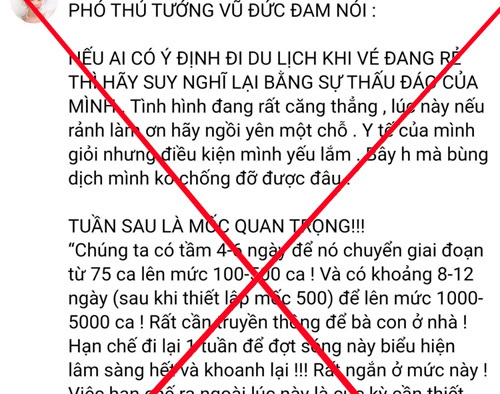 PHÓ THỦ TƯỚNG VŨ ĐỨC ĐAM NÓI :
NẾU AI CÓ Ý ĐỊNH ĐI DU LỊCH KHI VÉ ĐANG RẺ
THÌ HÃY SUY NGHĨ LẠI BẰNG SỰ THẤU ĐÁO CỦA
MÌNH . Tình hình đang rất căng thẳng , lúc này nếu
rảnh làm ơn hãy ngồi yên một chỗ . Y tế của mình
giỏi nhưng điều kiện mình yếu lắm . Bây h mà bùng
dịch mình ko chống đỡ được đâu .
TUẦN SAU LÀ MỐC QUAN TRỌNG!!!
“Chúng ta có tầm 4-6 ngày để nó chuyển giai đoạn
từ 75 ca lên mức 100-500 ca ! Và có khoảng 8-12
ngày (sau khi thiết lập mốc 500) để lên mức 1000-
5000 ca ! Rất cần truyền thông để bà con ở nhà !
Hạn chế đi lại 1 tuần để đợt sóng này biểu hiện
lâm sàng hết và khoanh lại !!! Rất ngắn ở mức này !
Việc hạn chế ra ngoài lúc này là cực kỳ cần thiết